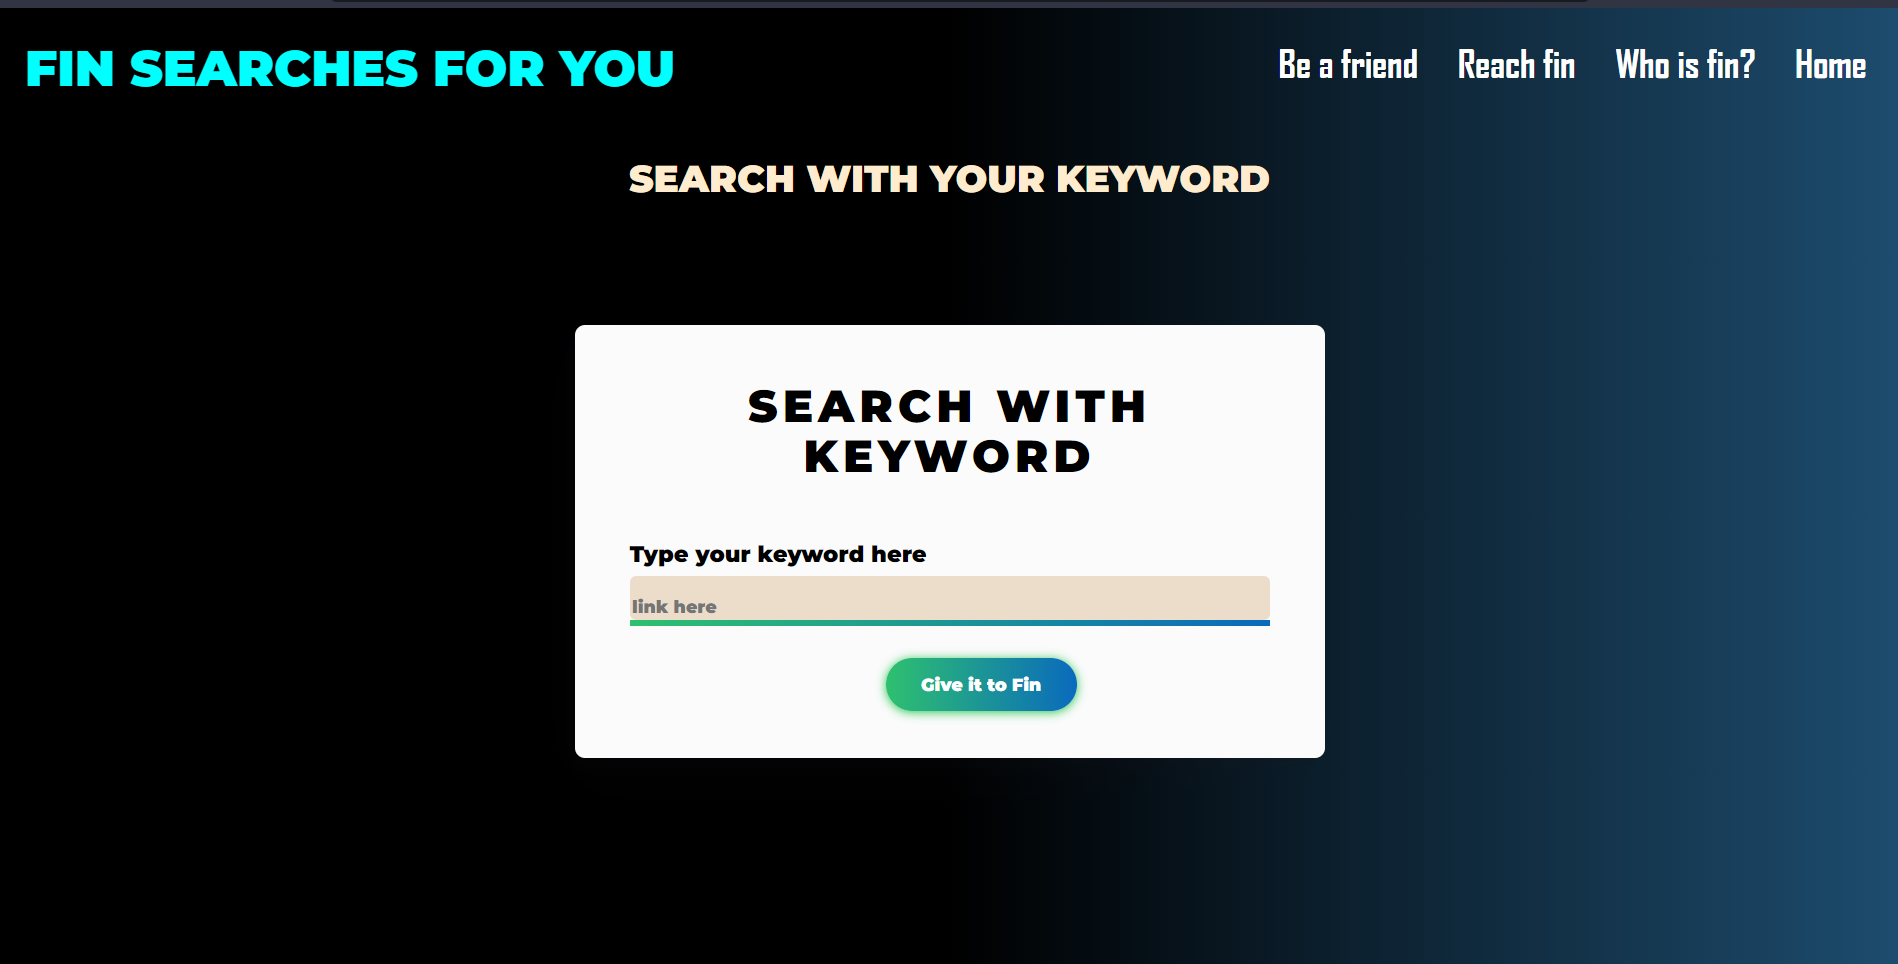 FIN SEARCHES FOR YOU
Be a friend
Reach fin
Who is fin?
Home
SEARCH WITH YOUR KEYWORD
SEARCH WITH
KEYWORD
Type your keyword here
link here
Give it to Fin